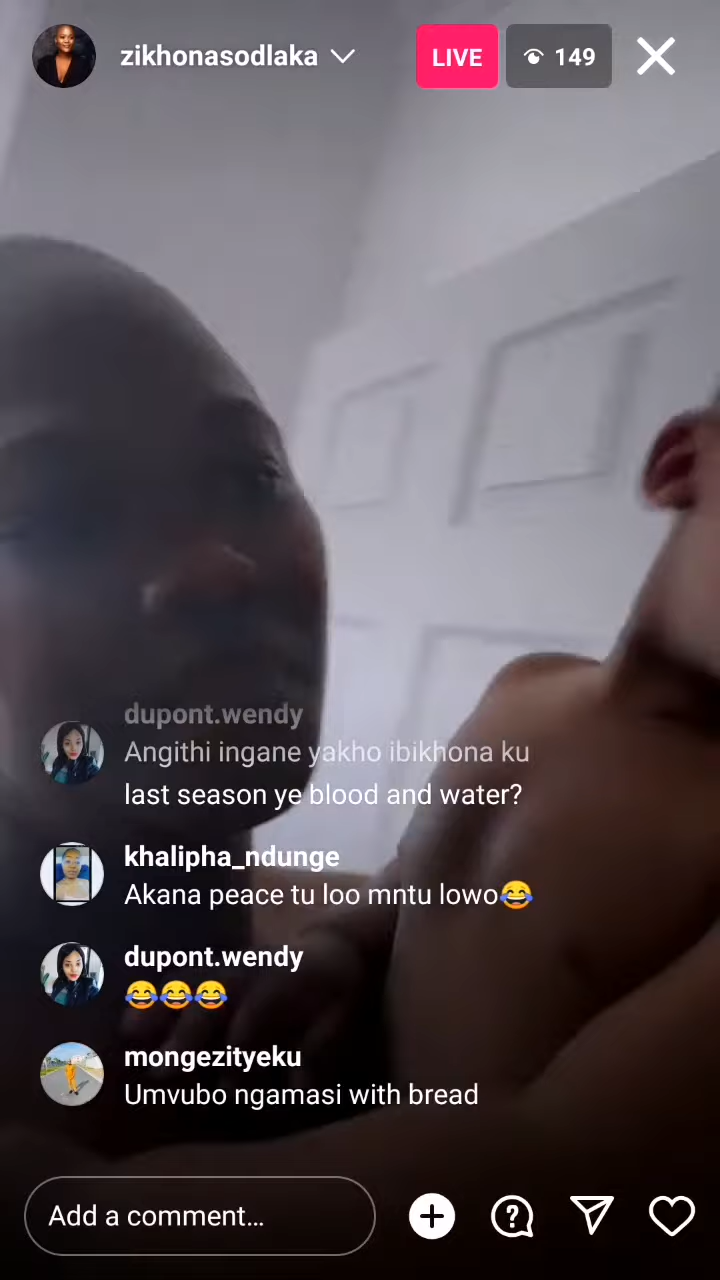 zikhonasodlaka
LIVE
149
dupont.wendy
Angithi ingane yakho ibikhona ku
last season ye blood and water?
khalipha_ndunge
Akana peace tu loo mntu lowo😂
dupont.wendy
😂😂😂
mongezityeku
Umvubo ngamasi with bread
Add a comment...